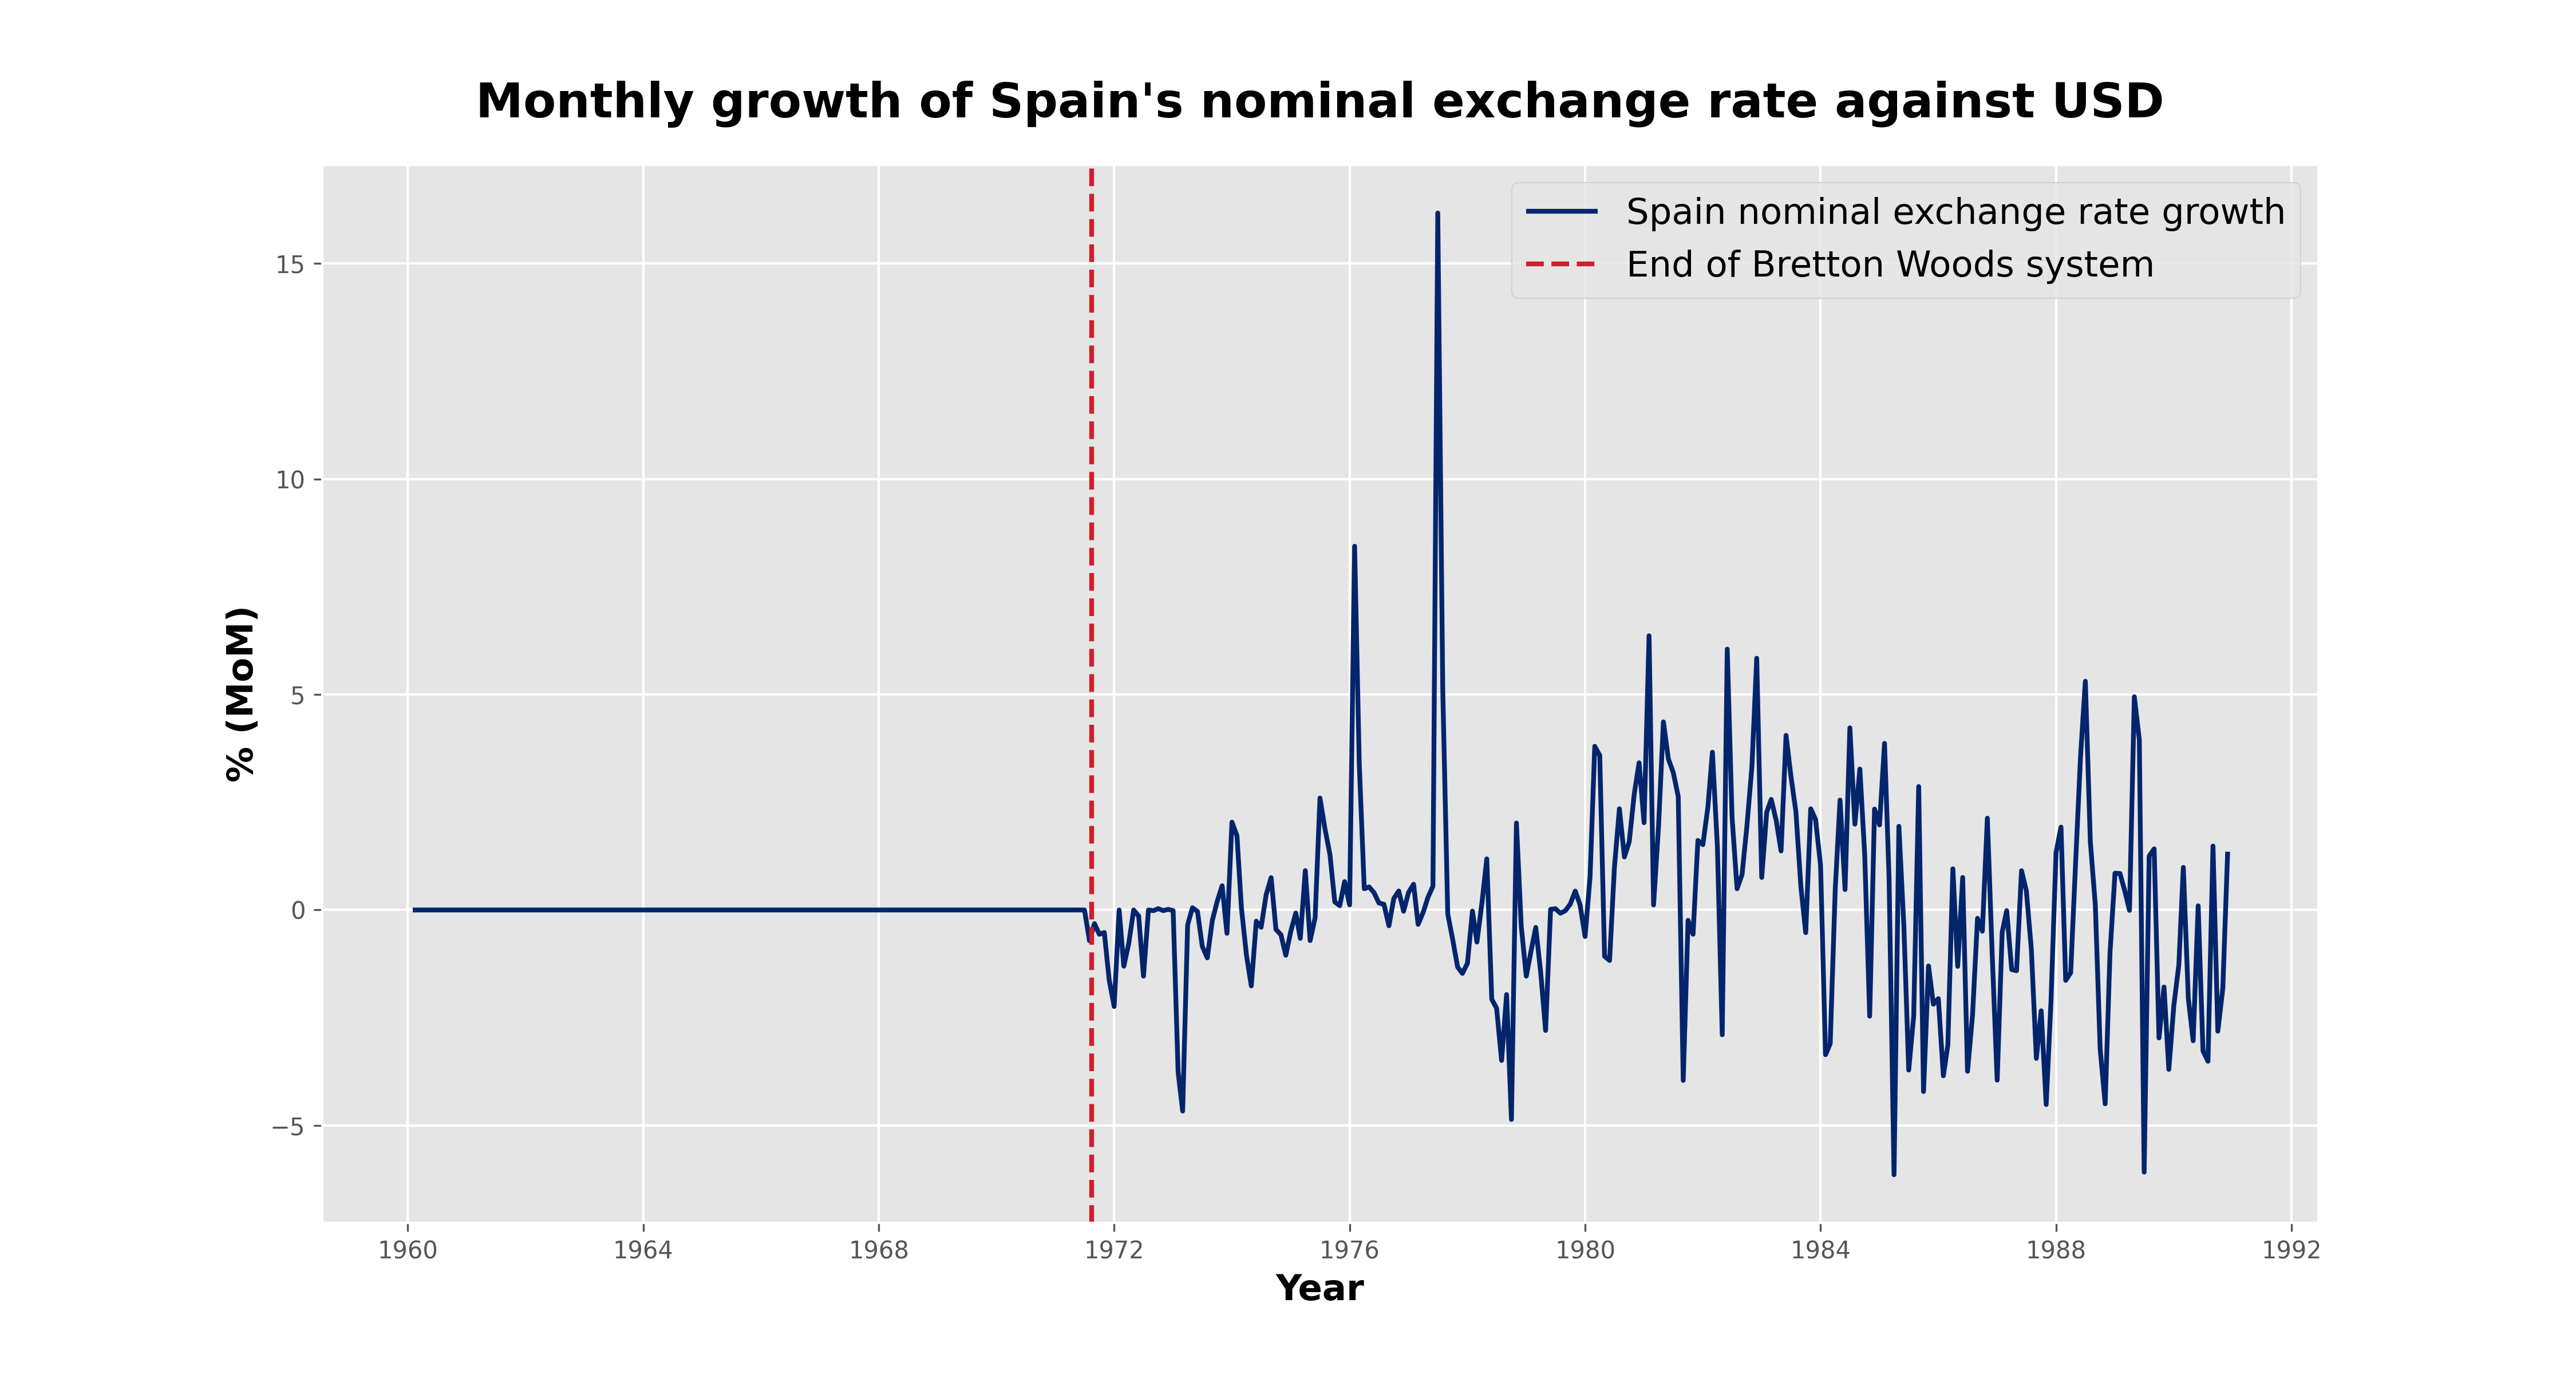 Monthly growth of Spain's nominal exchange rate against USD
Spain nominal exchange rate growth
End of Bretton Woods system
% (MoM)
15
10
5
0
−5
1960 1964 1968 1972 1976 1980 1984 1988 1992
Year